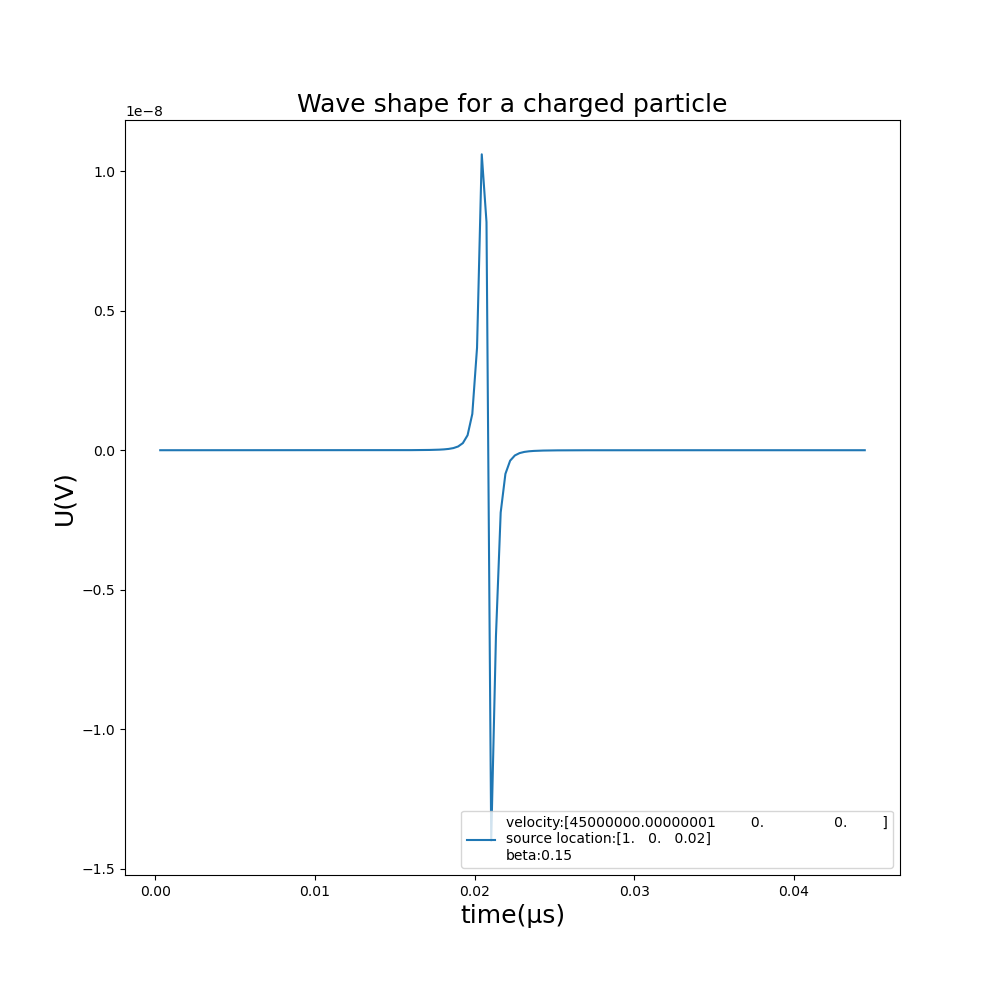 Wave shape for a charged particle
1e−8
1.0
0.5
0.0
−0.5
−1.0
−1.5
U(V)
velocity:[45000000.00000001 0. 0. ]
source location:[1. 0. 0.02]
beta:0.15
0.00 0.01 0.02 0.03 0.04
time(μs)